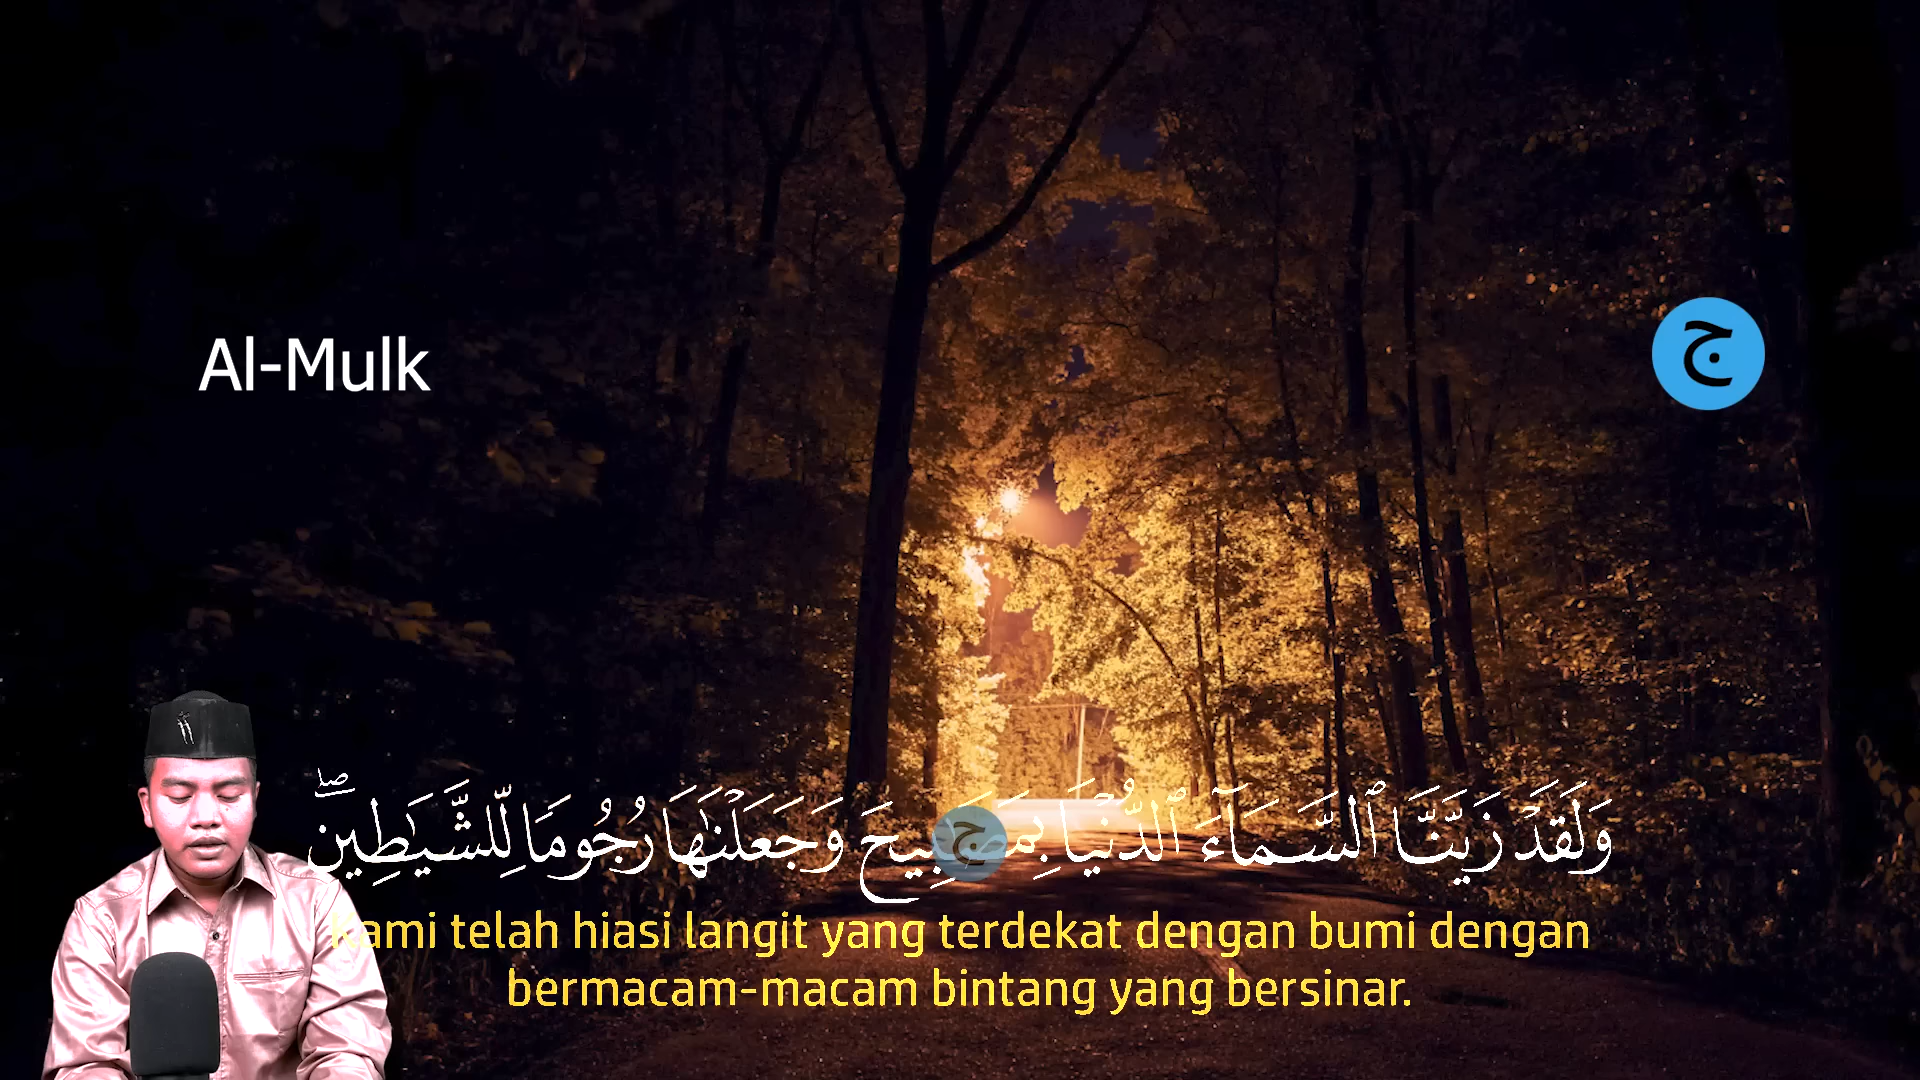 Al-Mulk
ج
وَلَقَدْ زَيَّنَّا ٱلسَّمَآءَ ٱلدُّنْيَا بِمَصَٰبِيحَ وَجَعَلْنَٰهَا رُجُومًا لِّلشَّيَٰطِينِ ۖ
ج
Kami telah hiasi langit yang terdekat dengan bumi dengan
bermacam-macam bintang yang bersinar.